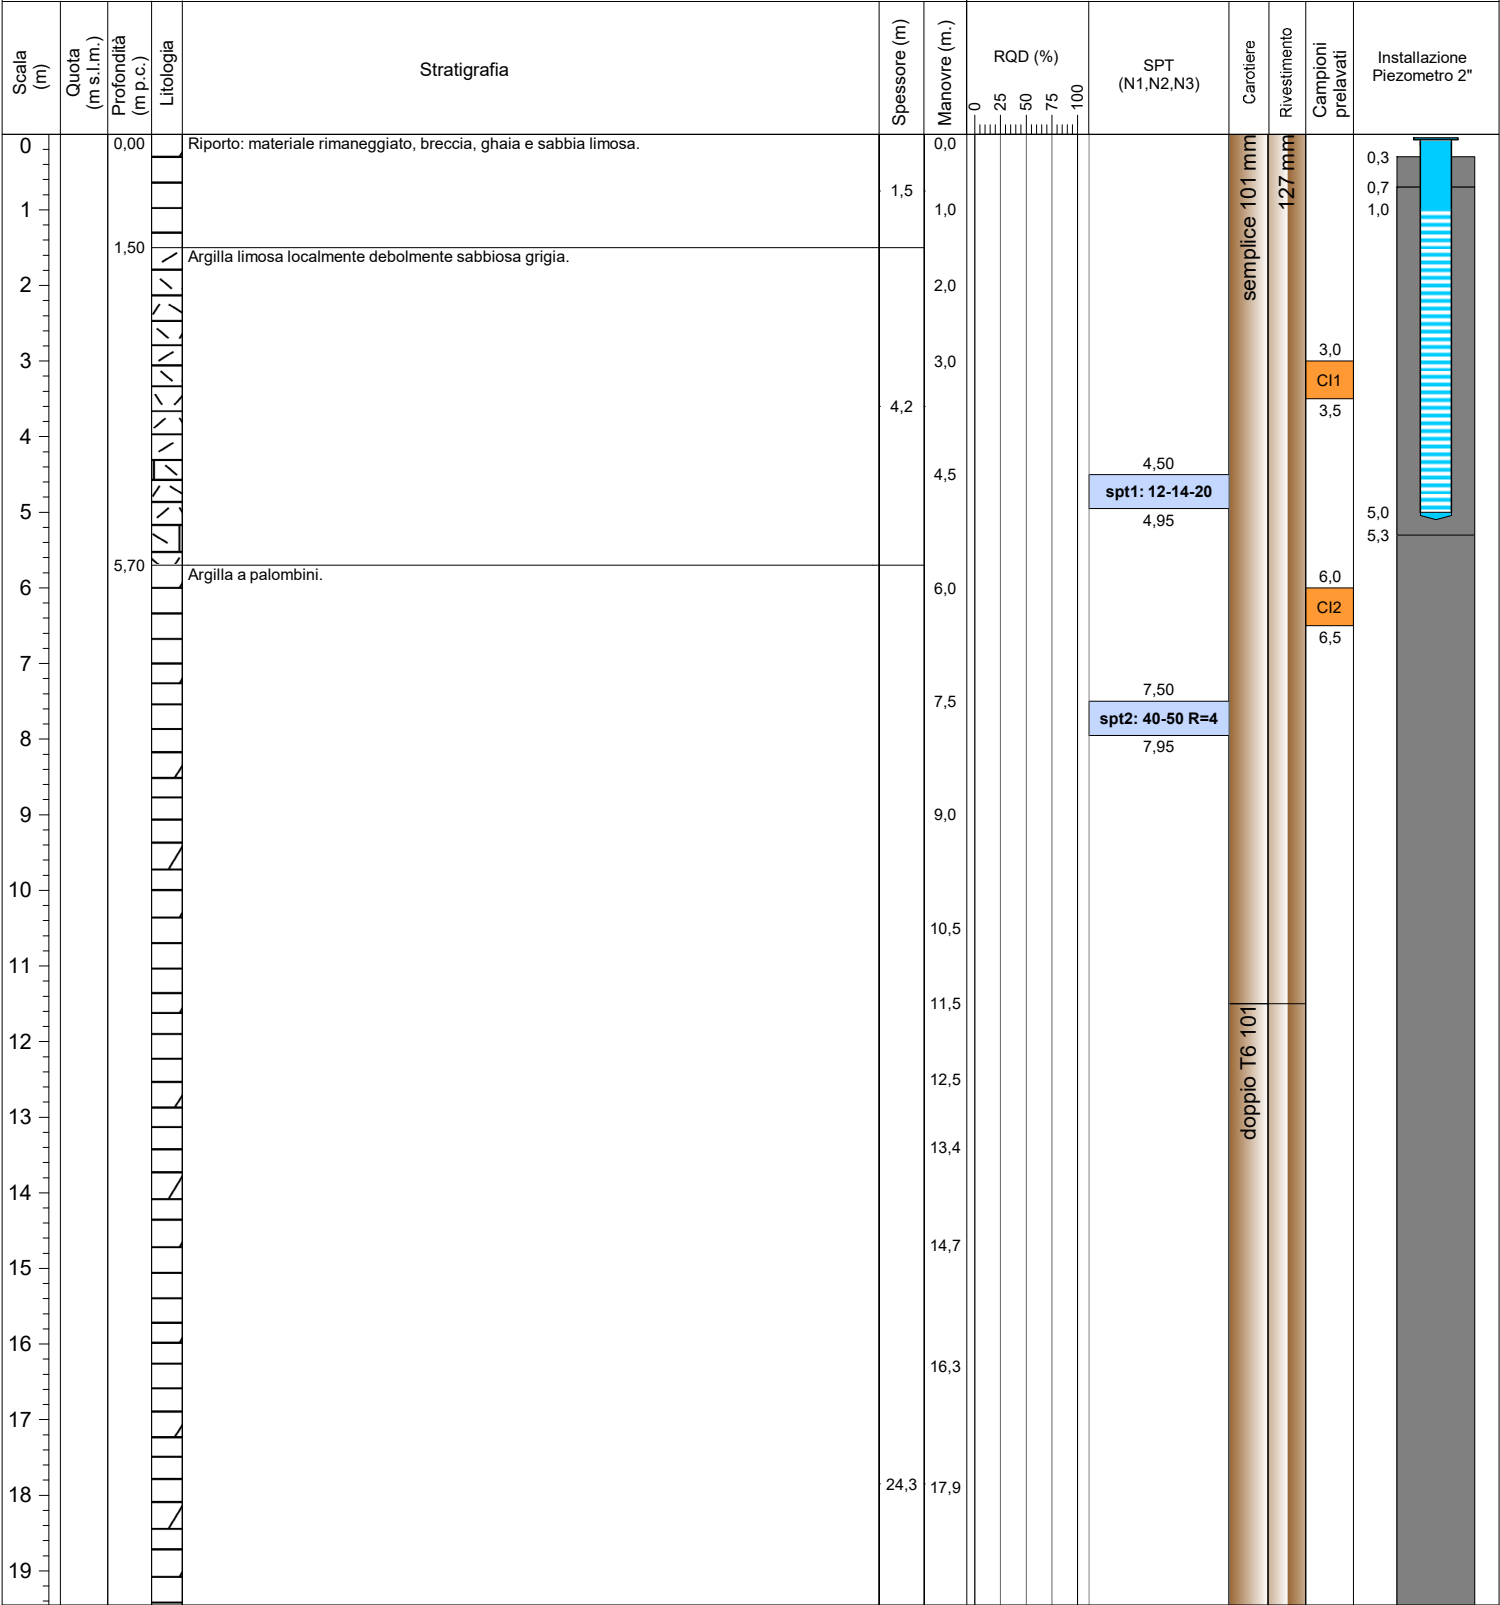 Scala
(m)
Quota
(m s.l.m.)
Profondità
(m p.c.)
Litologia
Stratigrafia
Spessore (m)
Manovre (m.)
RQD (%)
0
25
50
75
100
SPT
(N1,N2,N3)
Carotiere
Rivestimento
Campioni
prelavati
Installazione
Piezometro 2"
0
1
2
3
4
5
6
7
8
9
10
11
12
13
14
15
16
17
18
19
0,00
1,50
5,70
Riporto: materiale rimaneggiato, breccia, ghaia e sabbia limosa.
Argilla limosa localmente debolmente sabbiosa grigia.
Argilla a palombini.
1,5
4,2
24,3
0,0
1,0
2,0
3,0
4,5
6,0
7,5
9,0
10,5
11,5
12,5
13,4
14,7
16,3
17,9
4,50
spt1: 12-14-20
4,95
7,50
spt2: 40-50 R=4
7,95
semplice 101 mm
doppio T6 101
127 mm
3,0
CI1
3,5
6,0
CI2
6,5
0,3
0,7
1,0
5,0
5,3